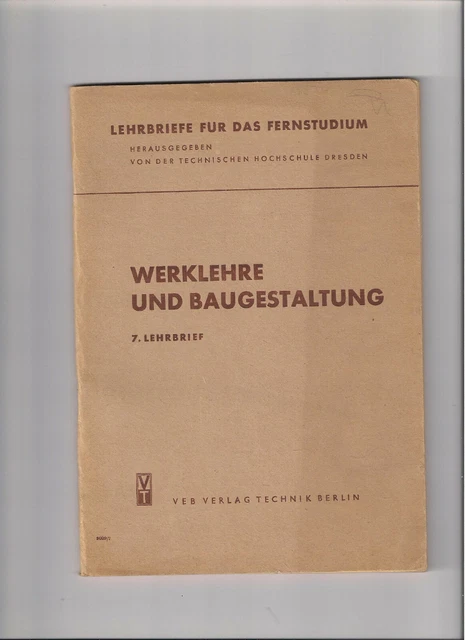 LEHRBRIEFE FÜR DAS FERNSTUDIUM
HERAUSGEGEBEN
VON DER TECHNISCHEN HOCHSCHULE DRESDEN
WERKLEHRE
UND BAUGESTALTUNG
7. LEHRBRIEF
VT
VEB VERLAG TECHNIK BERLIN